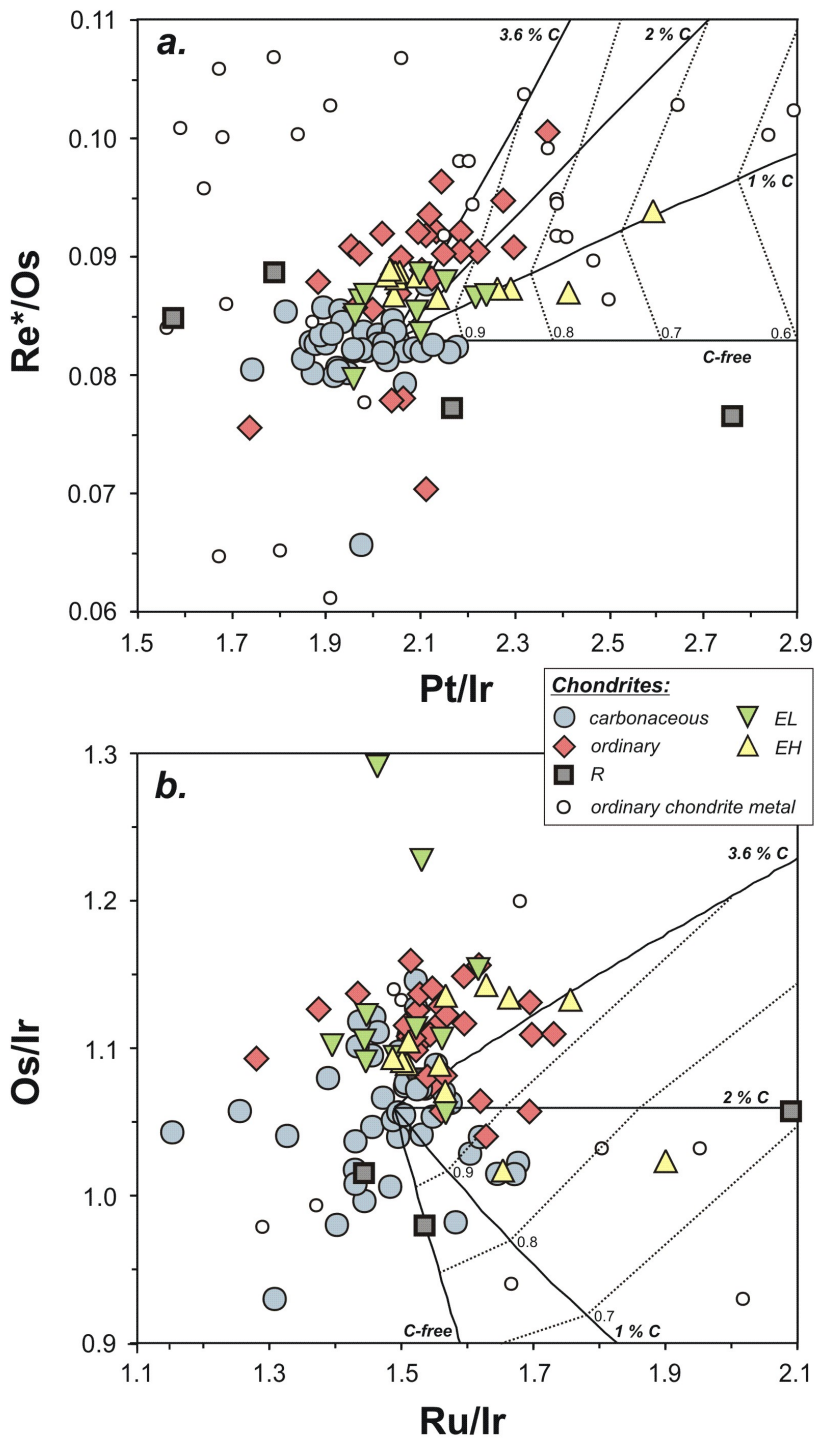 a.
3.6 % C
2 % C
1 % C
0.9
0.8
0.7
0.6
C-free
0.11
0.10
0.09
0.08
0.07
0.06
Re*/Os
1.5 1.7 1.9 2.1 2.3 2.5 2.7 2.9
Pt/Ir
Chondrites:
carbonaceous EL
ordinary EH
R
ordinary chondrite metal
b.
3.6 % C
2 % C
0.9
0.8
0.7
C-free
1 % C
1.3
1.2
1.1
1.0
0.9
Os/Ir
1.1 1.3 1.5 1.7 1.9 2.1
Ru/Ir